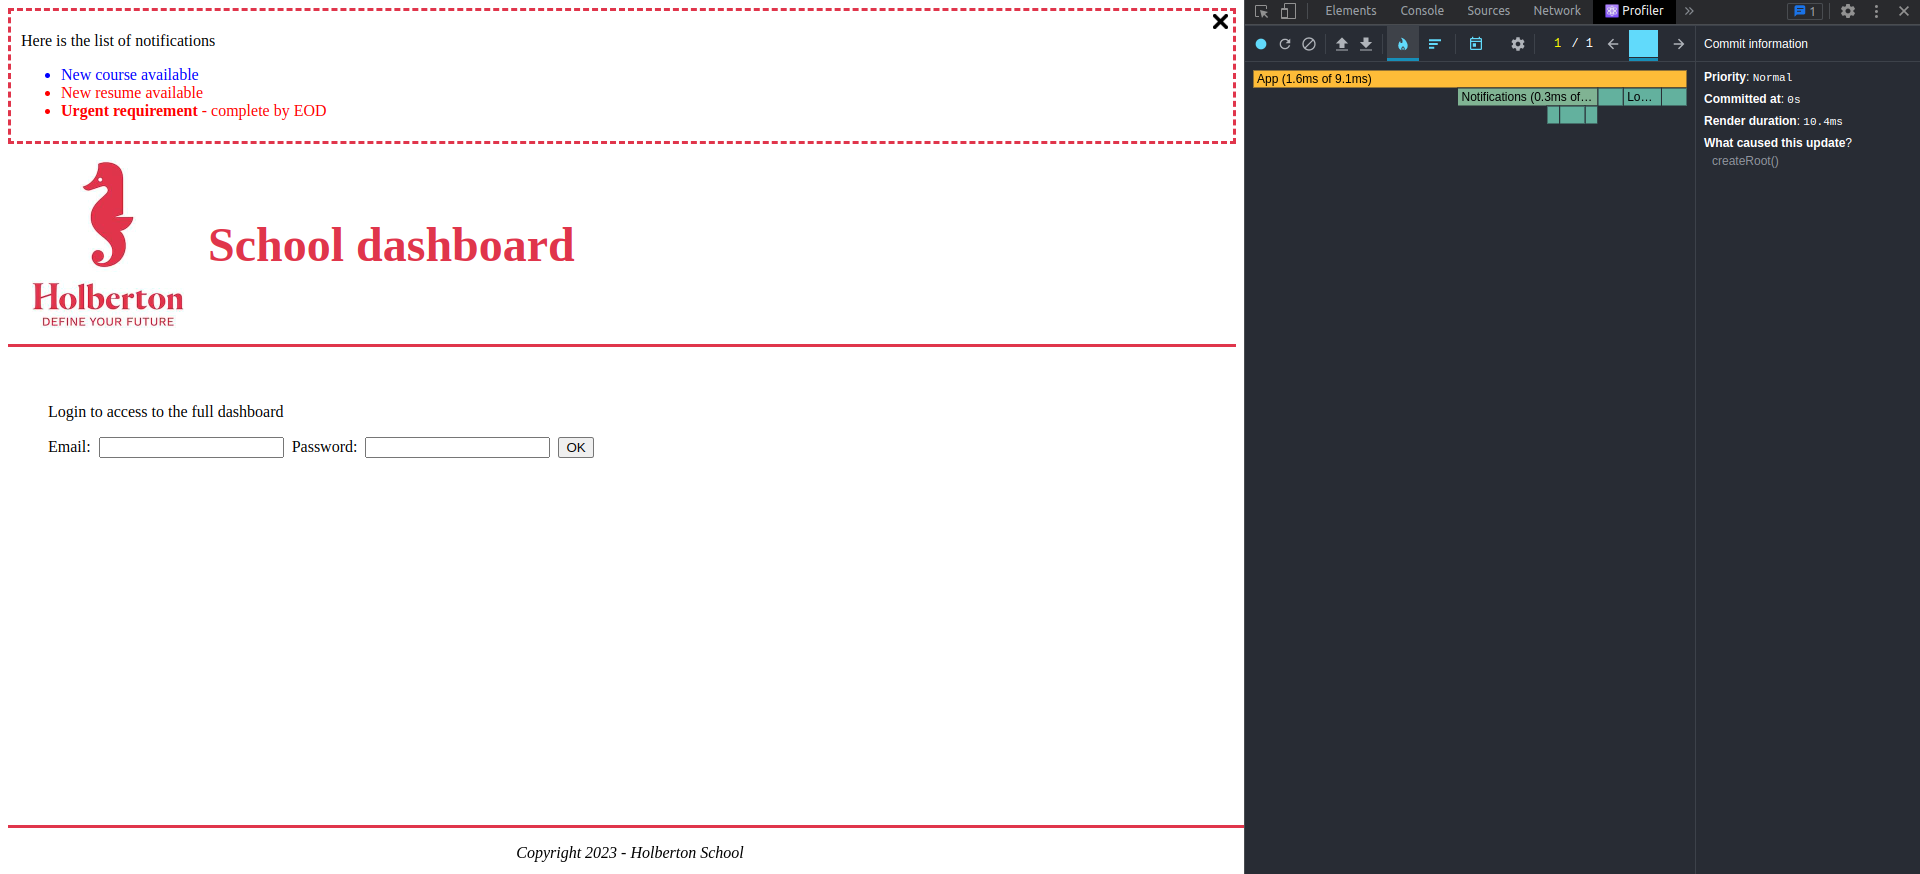 Here is the list of notifications
New course available
New resume available
Urgent requirement - complete by EOD
Holberton
DEFINE YOUR FUTURE
School dashboard
Login to access to the full dashboard
Email: Password: OK
Copyright 2023 - Holberton School
Elements Console Sources Network Profiler » 1
1 / 1
App (1.6ms of 9.1ms)
Notifications (0.3ms of... Lo...
Commit information
Priority: Normal
Committed at: 0s
Render duration: 10.4ms
What caused this update?
createRoot()